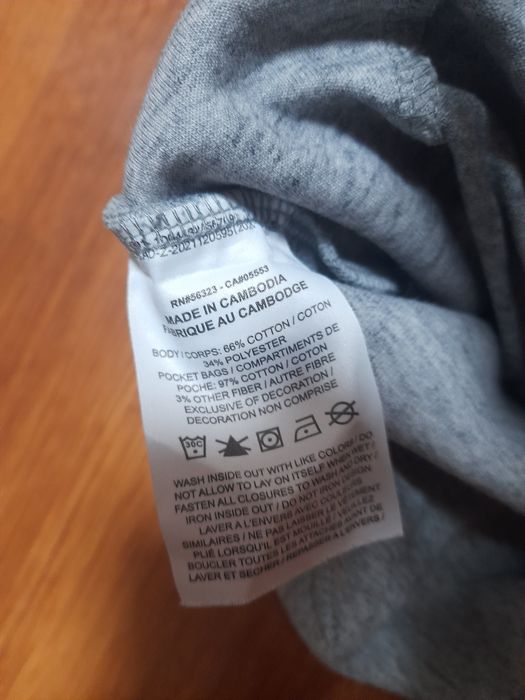 RN#56323 - CA#05553
MADE IN CAMBODIA
FABRIQUE AU CAMBODGE
BODY / CORPS: 66% COTTON / COTON
34% POLYESTER
POCKET BAGS / COMPARTIMENTS DE
POCHE: 97% COTTON / COTON
3% OTHER FIBER / AUTRE FIBRE
EXCLUSIVE OF DECORATION /
DECORATION NON COMPRISE
30C
WASH INSIDE OUT WITH LIKE COLORS / DO
NOT ALLOW TO LAY ON ITSELF WHEN WET /
FASTEN ALL CLOSURES TO WASH AND DRY /
IRON INSIDE OUT / DO NOT IRON DESIGN.
LAVER A L'ENVERS AVEC COULEURS
SIMILAIRES / NE PAS LAISSER LE VETEMENT
PLIÉ LORSQU'IL EST MOUILLÉ / VEUILLEZ
BOUCLER TOUTES LES ATTACHES AVANT DE
LAVER ET SECHER / REPASSER A L'ENVERS /